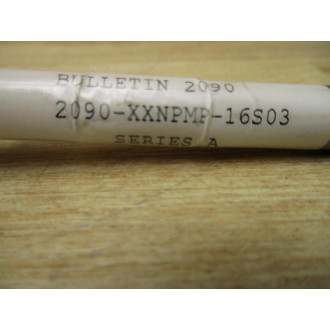 BULLETIN 2090
2090-XXNPMP-16S03
SERIES A